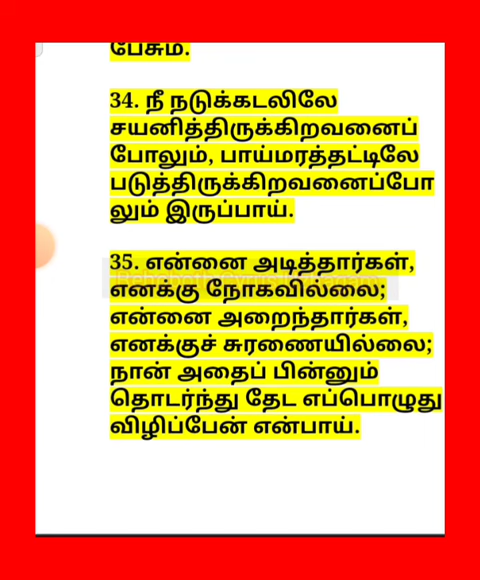 பேசும்.
34. நீ நடுக்கடலிலே
சயனித்திருக்கிறவனைப்
போலும், பாய்மரத்தட்டிலே
படுத்திருக்கிறவனைப்போ
லும் இருப்பாய்.
35. என்னை அடித்தார்கள்,
எனக்கு நோகவில்லை;
என்னை அறைந்தார்கள்,
எனக்குச் சுரணையில்லை;
நான் அதைப் பின்னும்
தொடர்ந்து தேட எப்பொழுது
விழிப்பேன் என்பாய்.